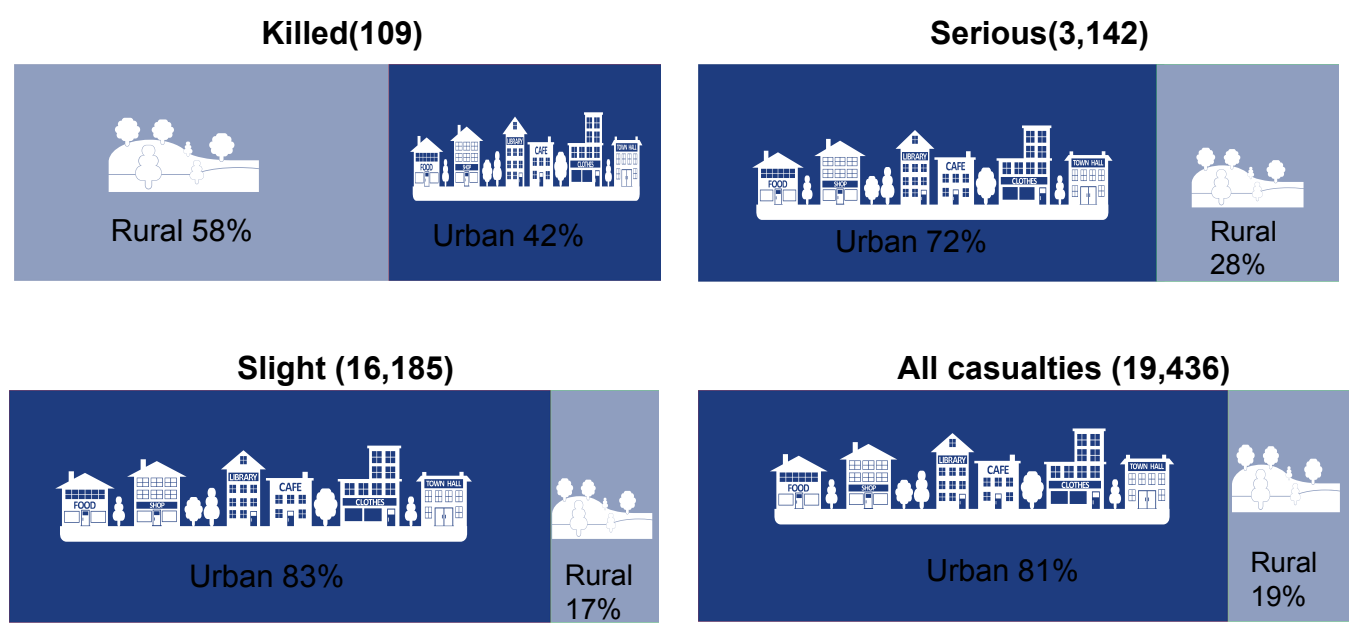 Killed(109)
FOOD
SHOP
LIBRARY
CAFE
CLOTHES
TOWN HALL
Rural 58%
Urban 42%
Serious(3,142)
FOOD
SHOP
LIBRARY
CAFE
CLOTHES
TOWN HALL
Urban 72%
Rural
28%
Slight (16,185)
FOOD
SHOP
LIBRARY
CAFE
CLOTHES
TOWN HALL
Urban 83%
Rural
17%
All casualties (19,436)
FOOD
SHOP
LIBRARY
CAFE
CLOTHES
TOWN HALL
Urban 81%
Rural
19%